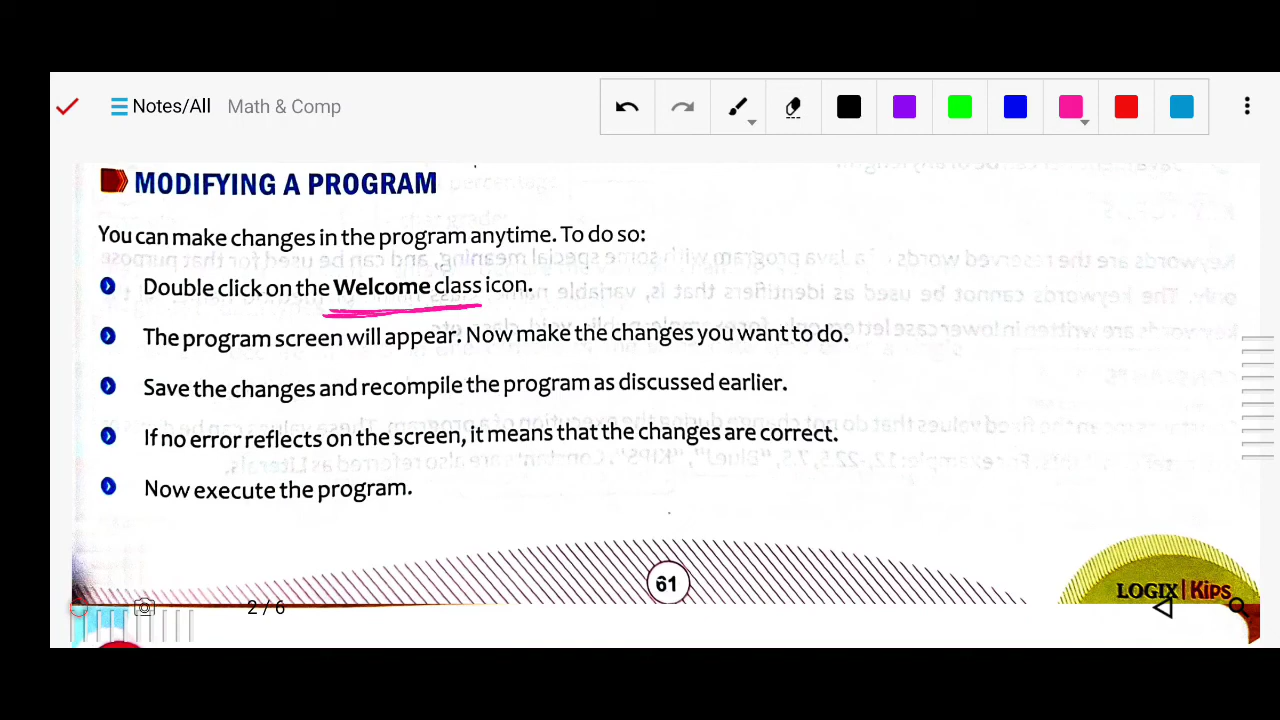 Notes/All Math & Comp
MODIFYING A PROGRAM
You can make changes in the program anytime. To do so:
Double click on the Welcome class icon.
The program screen will appear. Now make the changes you want to do.
Save the changes and recompile the program as discussed earlier.
If no error reflects on the screen, it means that the changes are correct.
Now execute the program.
61
LOGIX | Kips
2 / 6